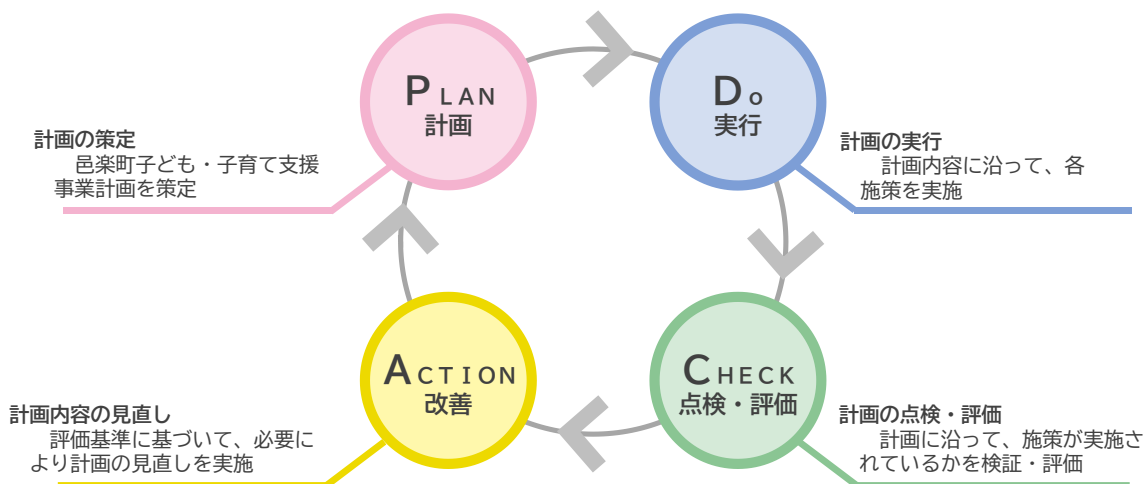 PLAN
計画
Do
実行
計画の策定
邑楽町子ども・子育て支援
事業計画を策定
計画の実行
計画内容に沿って、各
施策を実施
ACTION
改善
CHECK
点検・評価
計画内容の見直し
評価基準に基づいて、必要に
より計画の見直しを実施
計画の点検・評価
計画に沿って、施策が実施さ
れているかを検証・評価